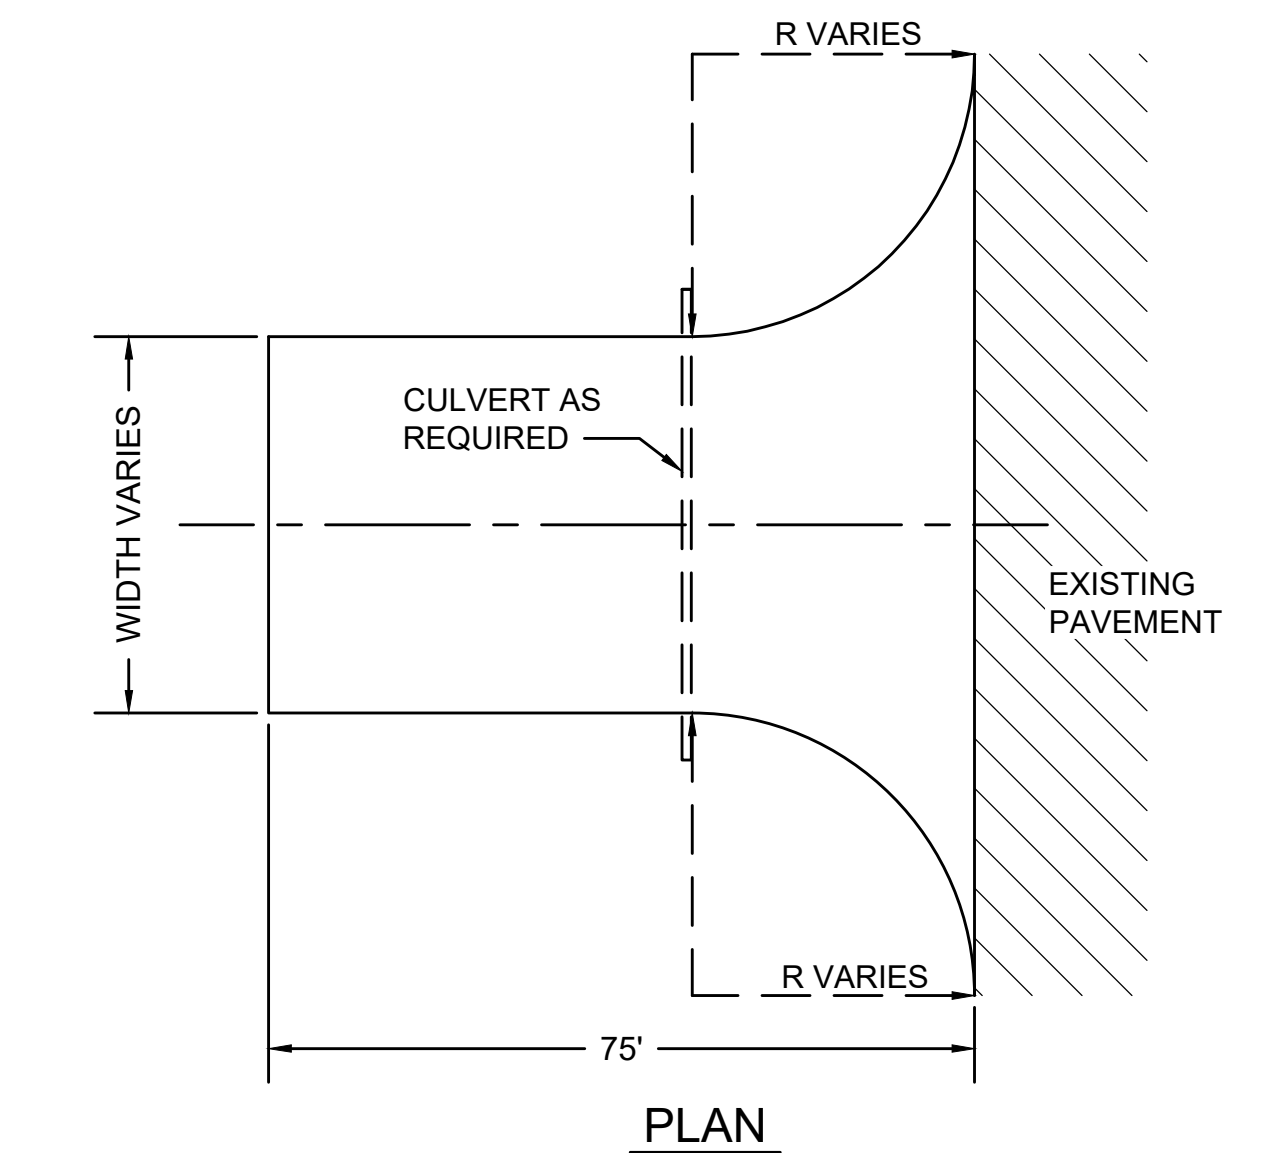 R VARIES
CULVERT AS
REQUIRED
WIDTH VARIES
EXISTING
PAVEMENT
R VARIES
75'
PLAN